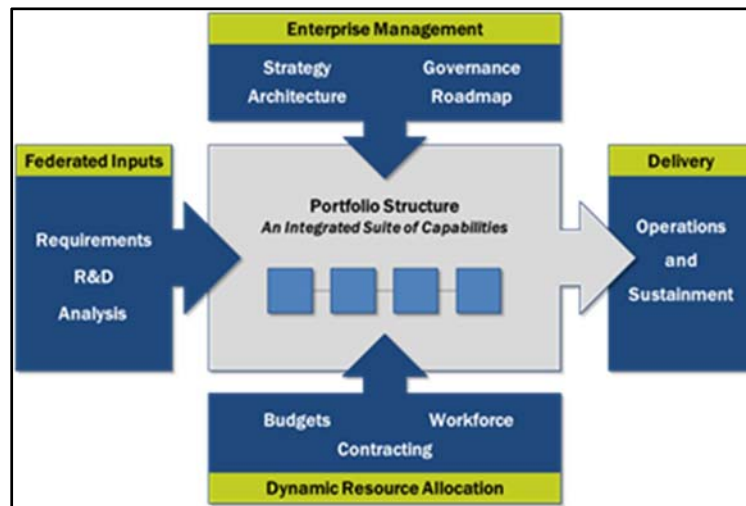 Enterprise Management
Strategy Governance
Architecture Roadmap
Federated Inputs
Requirements
R&D
Analysis
Portfolio Structure
An Integrated Suite of Capabilities
Delivery
Operations
and
Sustainment
Budgets Workforce
Contracting
Dynamic Resource Allocation